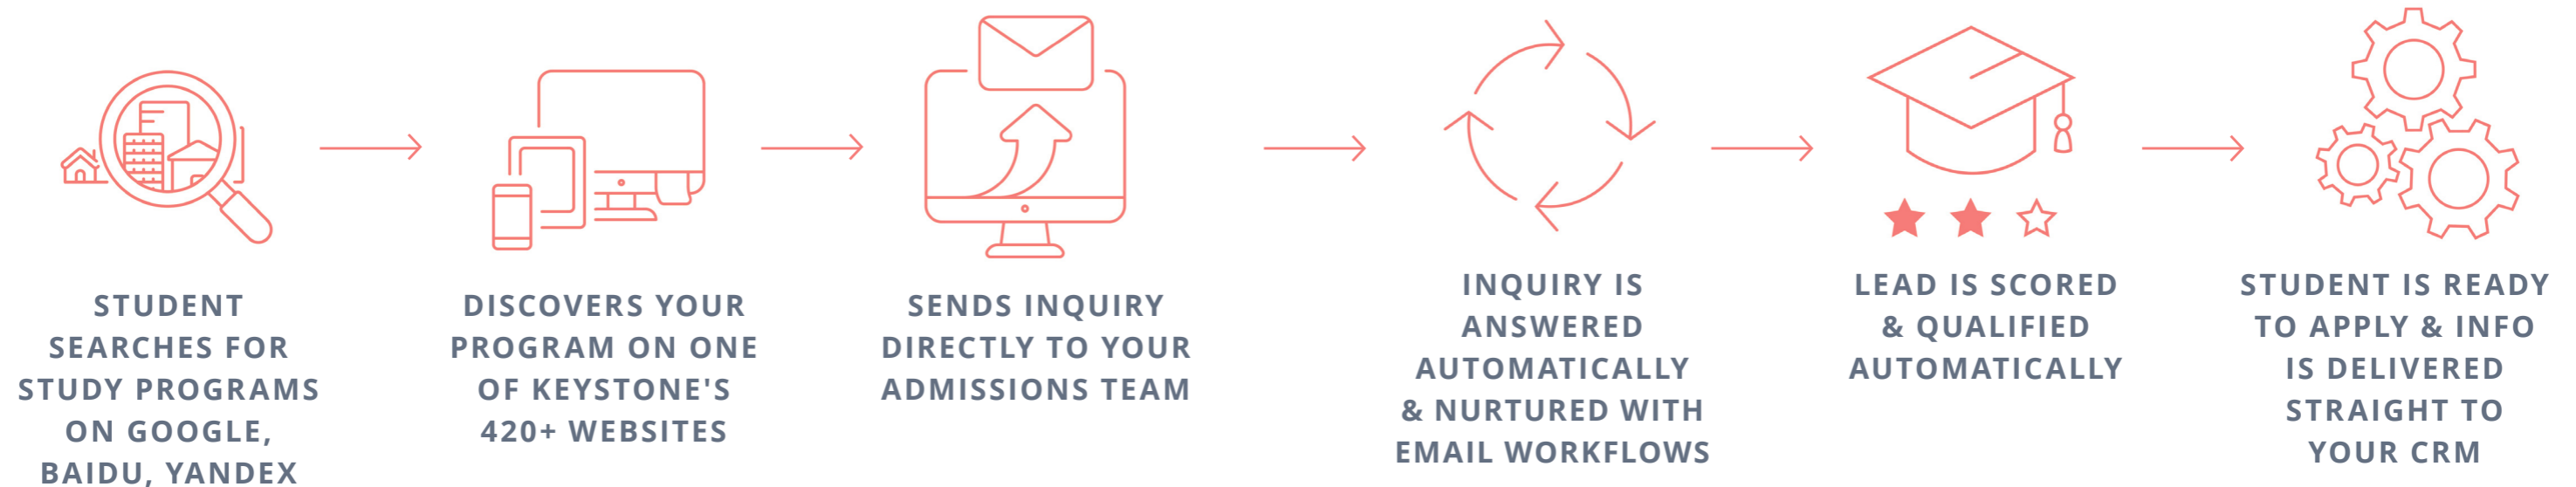 STUDENT
SEARCHES FOR
STUDY PROGRAMS
ON GOOGLE,
BAIDU, YANDEX
DISCOVERS YOUR
PROGRAM ON ONE
OF KEYSTONE'S
420+ WEBSITES
SENDS INQUIRY
DIRECTLY TO YOUR
ADMISSIONS TEAM
INQUIRY IS
ANSWERED
AUTOMATICALLY
& NURTURED WITH
EMAIL WORKFLOWS
LEAD IS SCORED
& QUALIFIED
AUTOMATICALLY
STUDENT IS READY
TO APPLY & INFO
IS DELIVERED
STRAIGHT TO
YOUR CRM